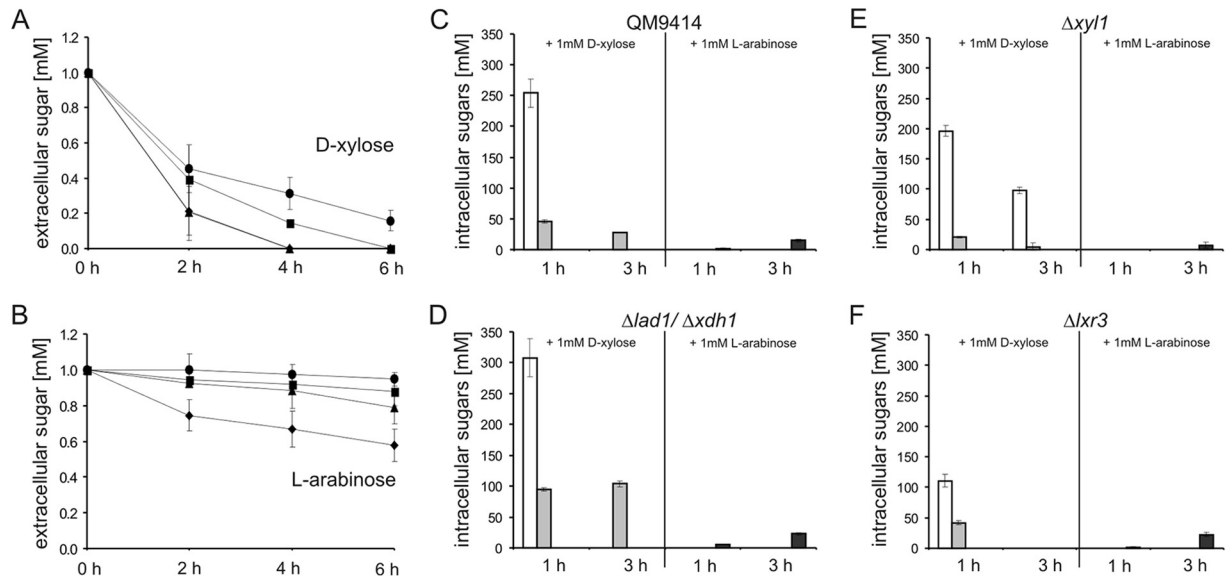 A
extracellular sugar [mM]
1.2
1.0
0.8
0.6
0.4
0.2
0.0
D-xylose
0 h 2 h 4 h 6 h
B
extracellular sugar [mM]
1.2
1.0
0.8
0.6
0.4
0.2
0.0
L-arabinose
0 h 2 h 4 h 6 h
C
QM9414
+ 1mM D-xylose + 1mM L-arabinose
intracellular sugars [mM]
350
300
250
200
150
100
50
0
1 h 3 h 1 h 3 h
D
Δlad1/ Δxdh1
+ 1mM D-xylose + 1mM L-arabinose
intracellular sugars [mM]
350
300
250
200
150
100
50
0
1 h 3 h 1 h 3 h
E
Δxyl1
+ 1mM D-xylose + 1mM L-arabinose
intracellular sugars [mM]
350
300
250
200
150
100
50
0
1 h 3 h 1 h 3 h
F
Δlxr3
+ 1mM D-xylose + 1mM L-arabinose
intracellular sugars [mM]
350
300
250
200
150
100
50
0
1 h 3 h 1 h 3 h